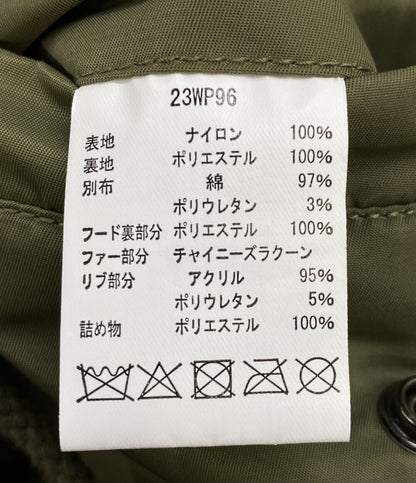 23WP96
表地 ナイロン 100%
裏地 ポリエステル 100%
別布 綿 97%
ポリウレタン 3%
フード裏部分 ポリエステル 100%
ファー部分 チャイニーズラクーン
リブ部分 アクリル 95%
ポリウレタン 5%
詰め物 ポリエステル 100%